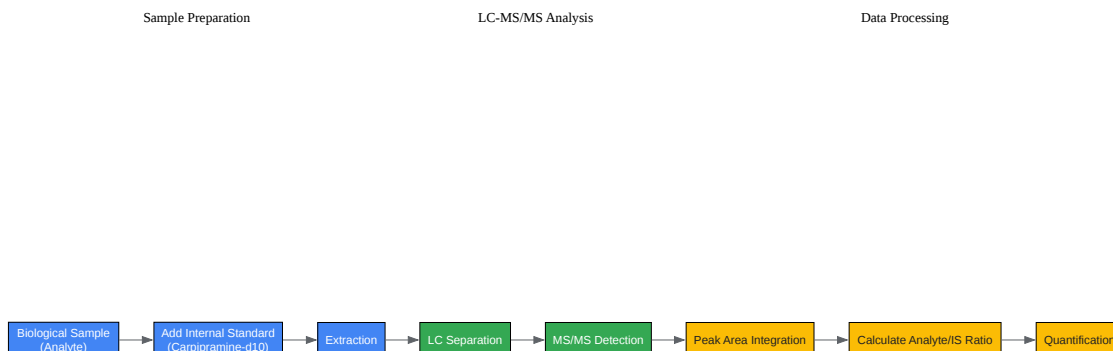 Sample Preparation
LC-MS/MS Analysis
Data Processing
Biological Sample
(Analyte)
Add Internal Standard
(Carpipramine-d10)
Extraction
LC Separation
MS/MS Detection
Peak Area Integration
Calculate Analyte/IS Ratio
Quantification